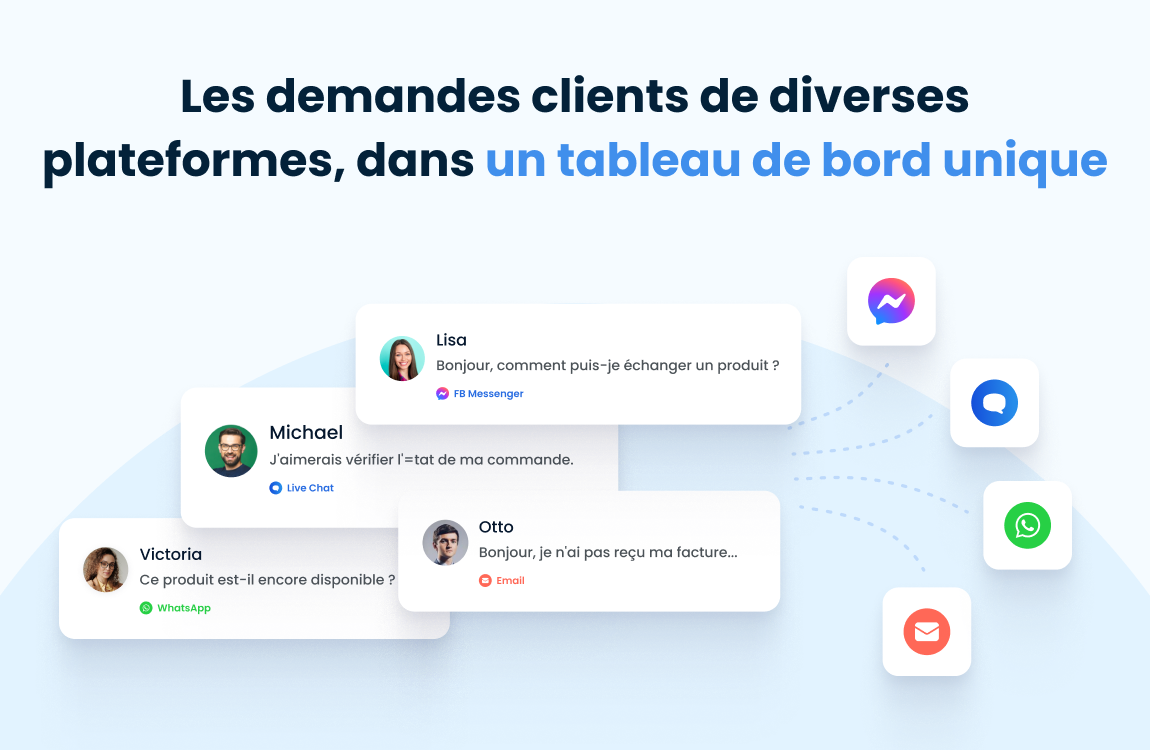 Les demandes clients de diverses
plateformes, dans un tableau de bord unique
Lisa
Bonjour, comment puis-je échanger un produit ?
FB Messenger
Michael
J'aimerais vérifier l'=tat de ma commande.
Live Chat
Otto
Bonjour, je n'ai pas reçu ma facture...
Email
Victoria
Ce produit est-il encore disponible ?
WhatsApp